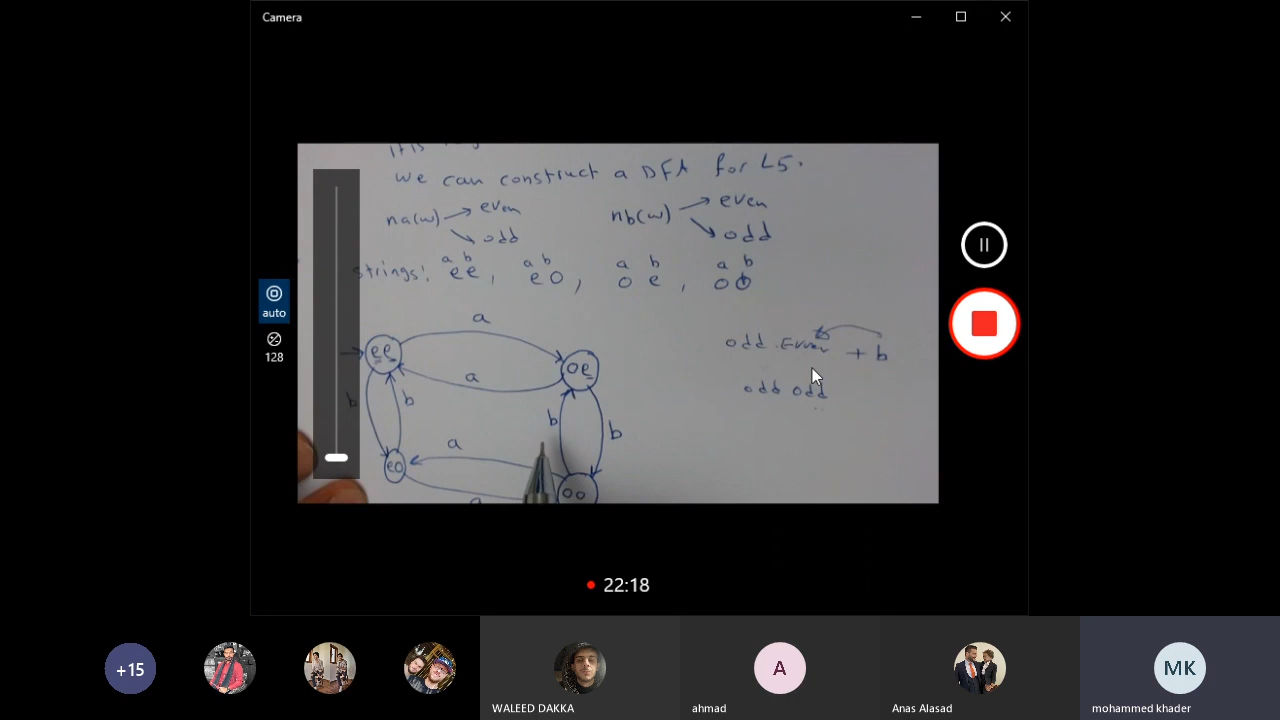 Camera
it is
we can construct a DFA for L5.
na(w) → even nb(w) → even
odd odd
a b a b a b a b
strings: ee, eo, oe, oo
auto
128
a
ee oe
a
b b b b
a
eo oo
a
odd Even + b
odd odd
22:18
+15
WALEED DAKKA
A
ahmad
Anas Alasad
MK
mohammed khader